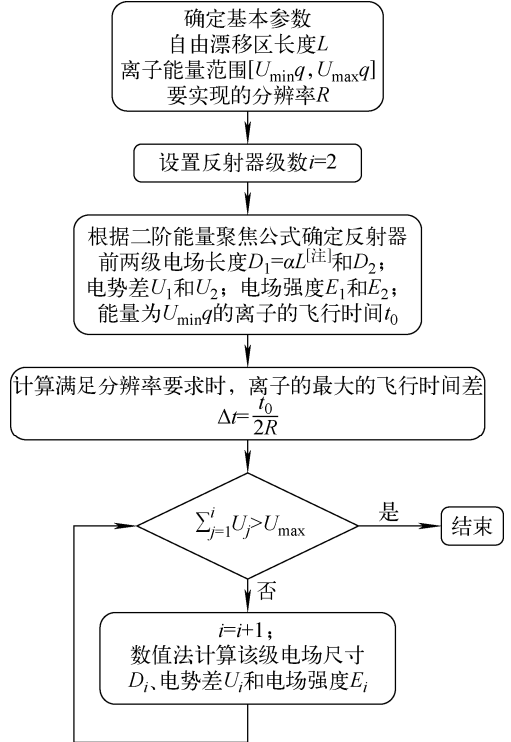 确定基本参数
自由漂移区长度L
离子能量范围[Uminq, Umaxq]
要实现的分辨率R
设置反射器级数i=2
根据二阶能量聚焦公式确定反射器
前两级电场长度D1=αL[注]和D2；
电势差U1和U2；电场强度E1和E2；
能量为Uminq的离子的飞行时间t0
计算满足分辨率要求时，离子的最大的飞行时间差
Δt=t0/2R
∑ij=1Uj>Umax
是
结束
否
i=i+1；
数值法计算该级电场尺寸
Di、电势差Ui和电场强度Ei